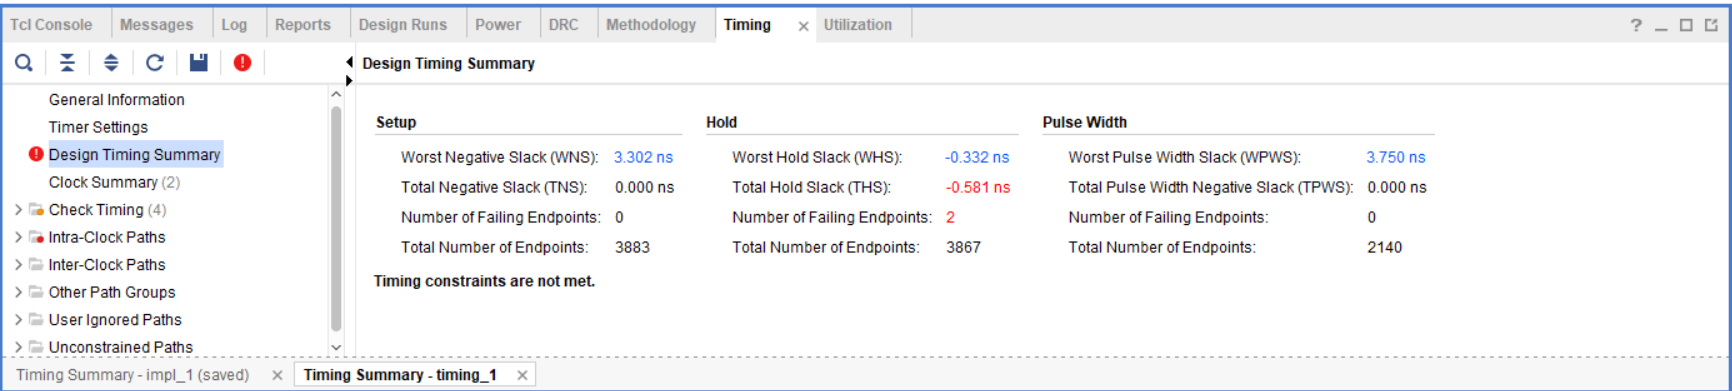 Tcl Console Messages Log Reports Design Runs Power DRC Methodology Timing × Utilization ? _
Design Timing Summary
General Information
Timer Settings
Design Timing Summary
Clock Summary (2)
Check Timing (4)
Intra-Clock Paths
Inter-Clock Paths
Other Path Groups
User Ignored Paths
Unconstrained Paths
Setup Hold Pulse Width
Worst Negative Slack (WNS): 3.302 ns Worst Hold Slack (WHS): -0.332 ns Worst Pulse Width Slack (WPWS): 3.750 ns
Total Negative Slack (TNS): 0.000 ns Total Hold Slack (THS): -0.581 ns Total Pulse Width Negative Slack (TPWS): 0.000 ns
Number of Failing Endpoints: 0 Number of Failing Endpoints: 2 Number of Failing Endpoints: 0
Total Number of Endpoints: 3883 Total Number of Endpoints: 3867 Total Number of Endpoints: 2140
Timing constraints are not met.
Timing Summary - impl_1 (saved) × Timing Summary - timing_1 ×